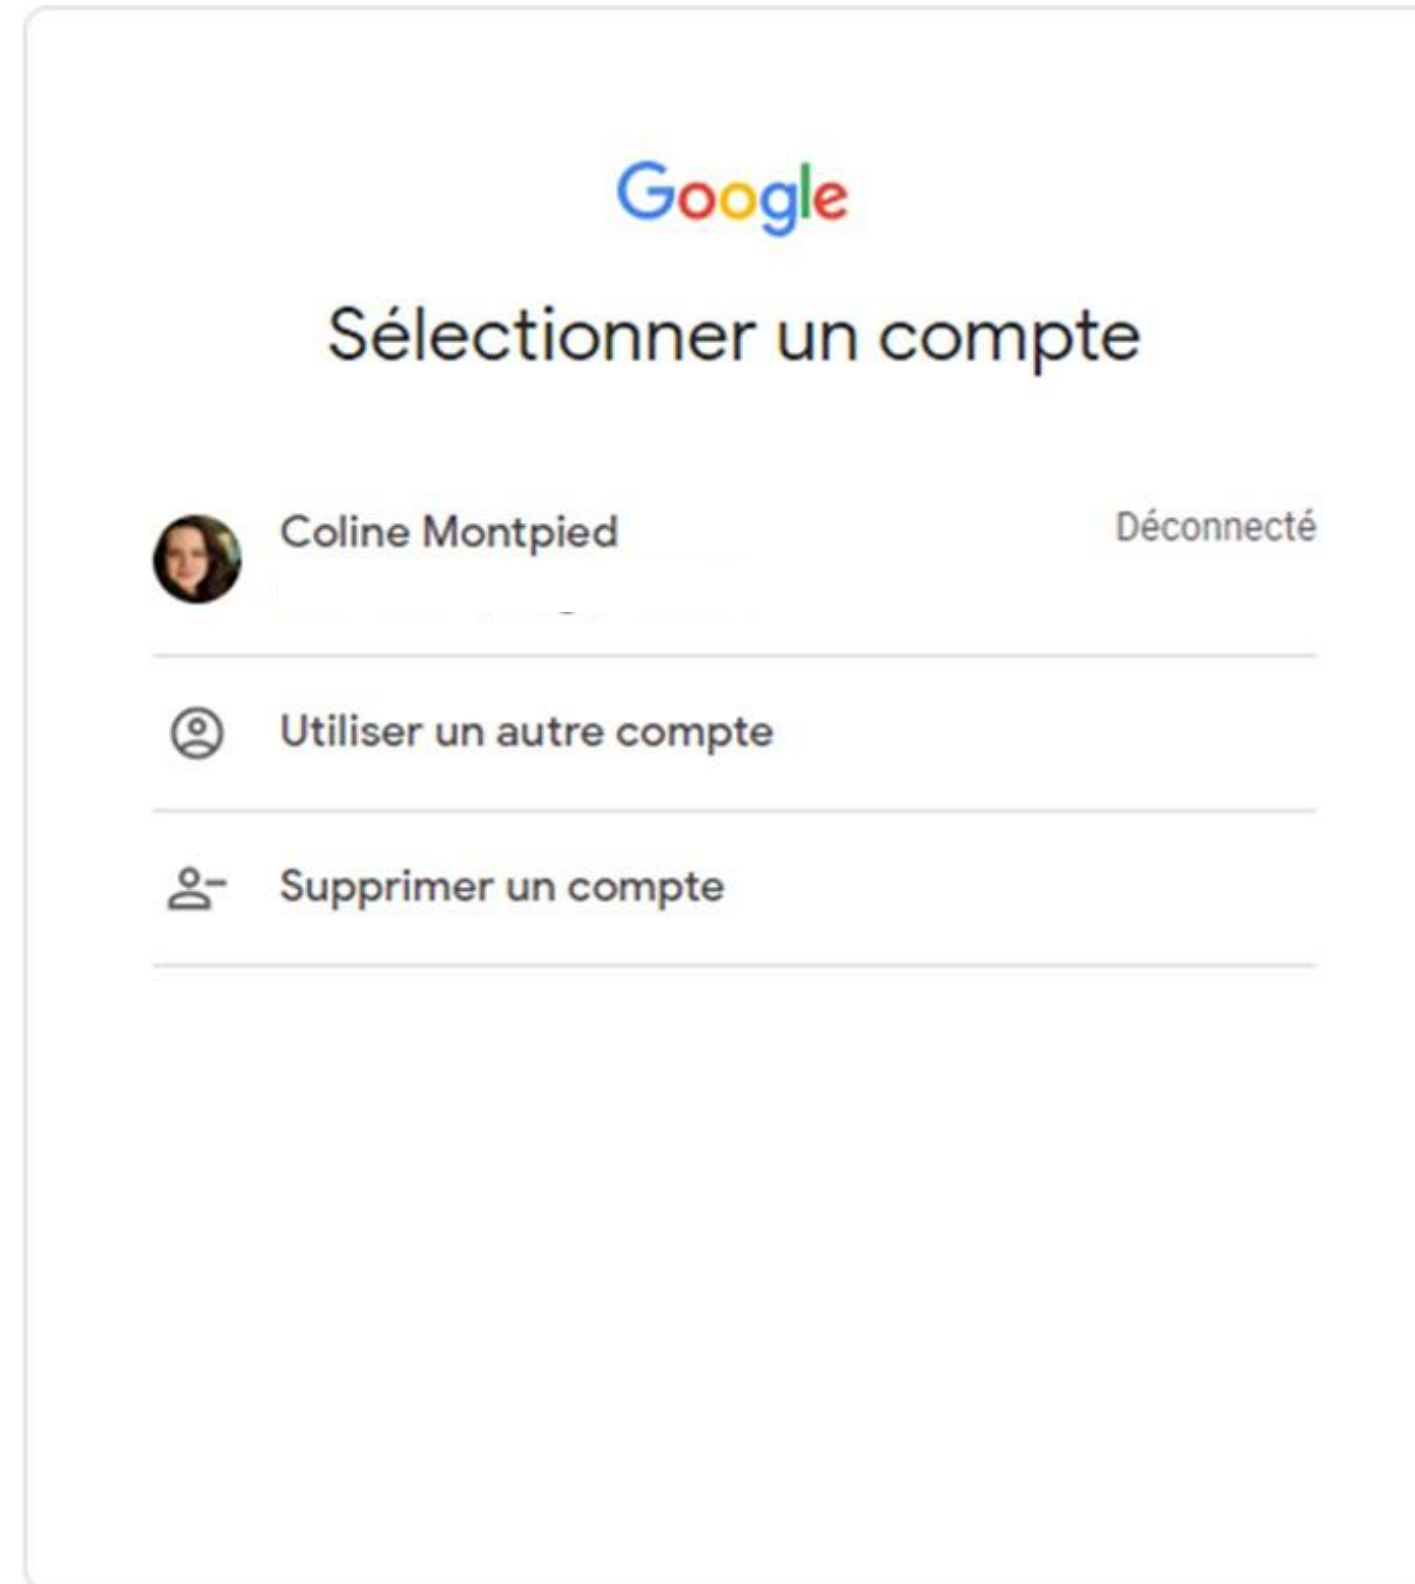 Google
Sélectionner un compte
Coline Montpied
Déconnecté
Utiliser un autre compte
Supprimer un compte